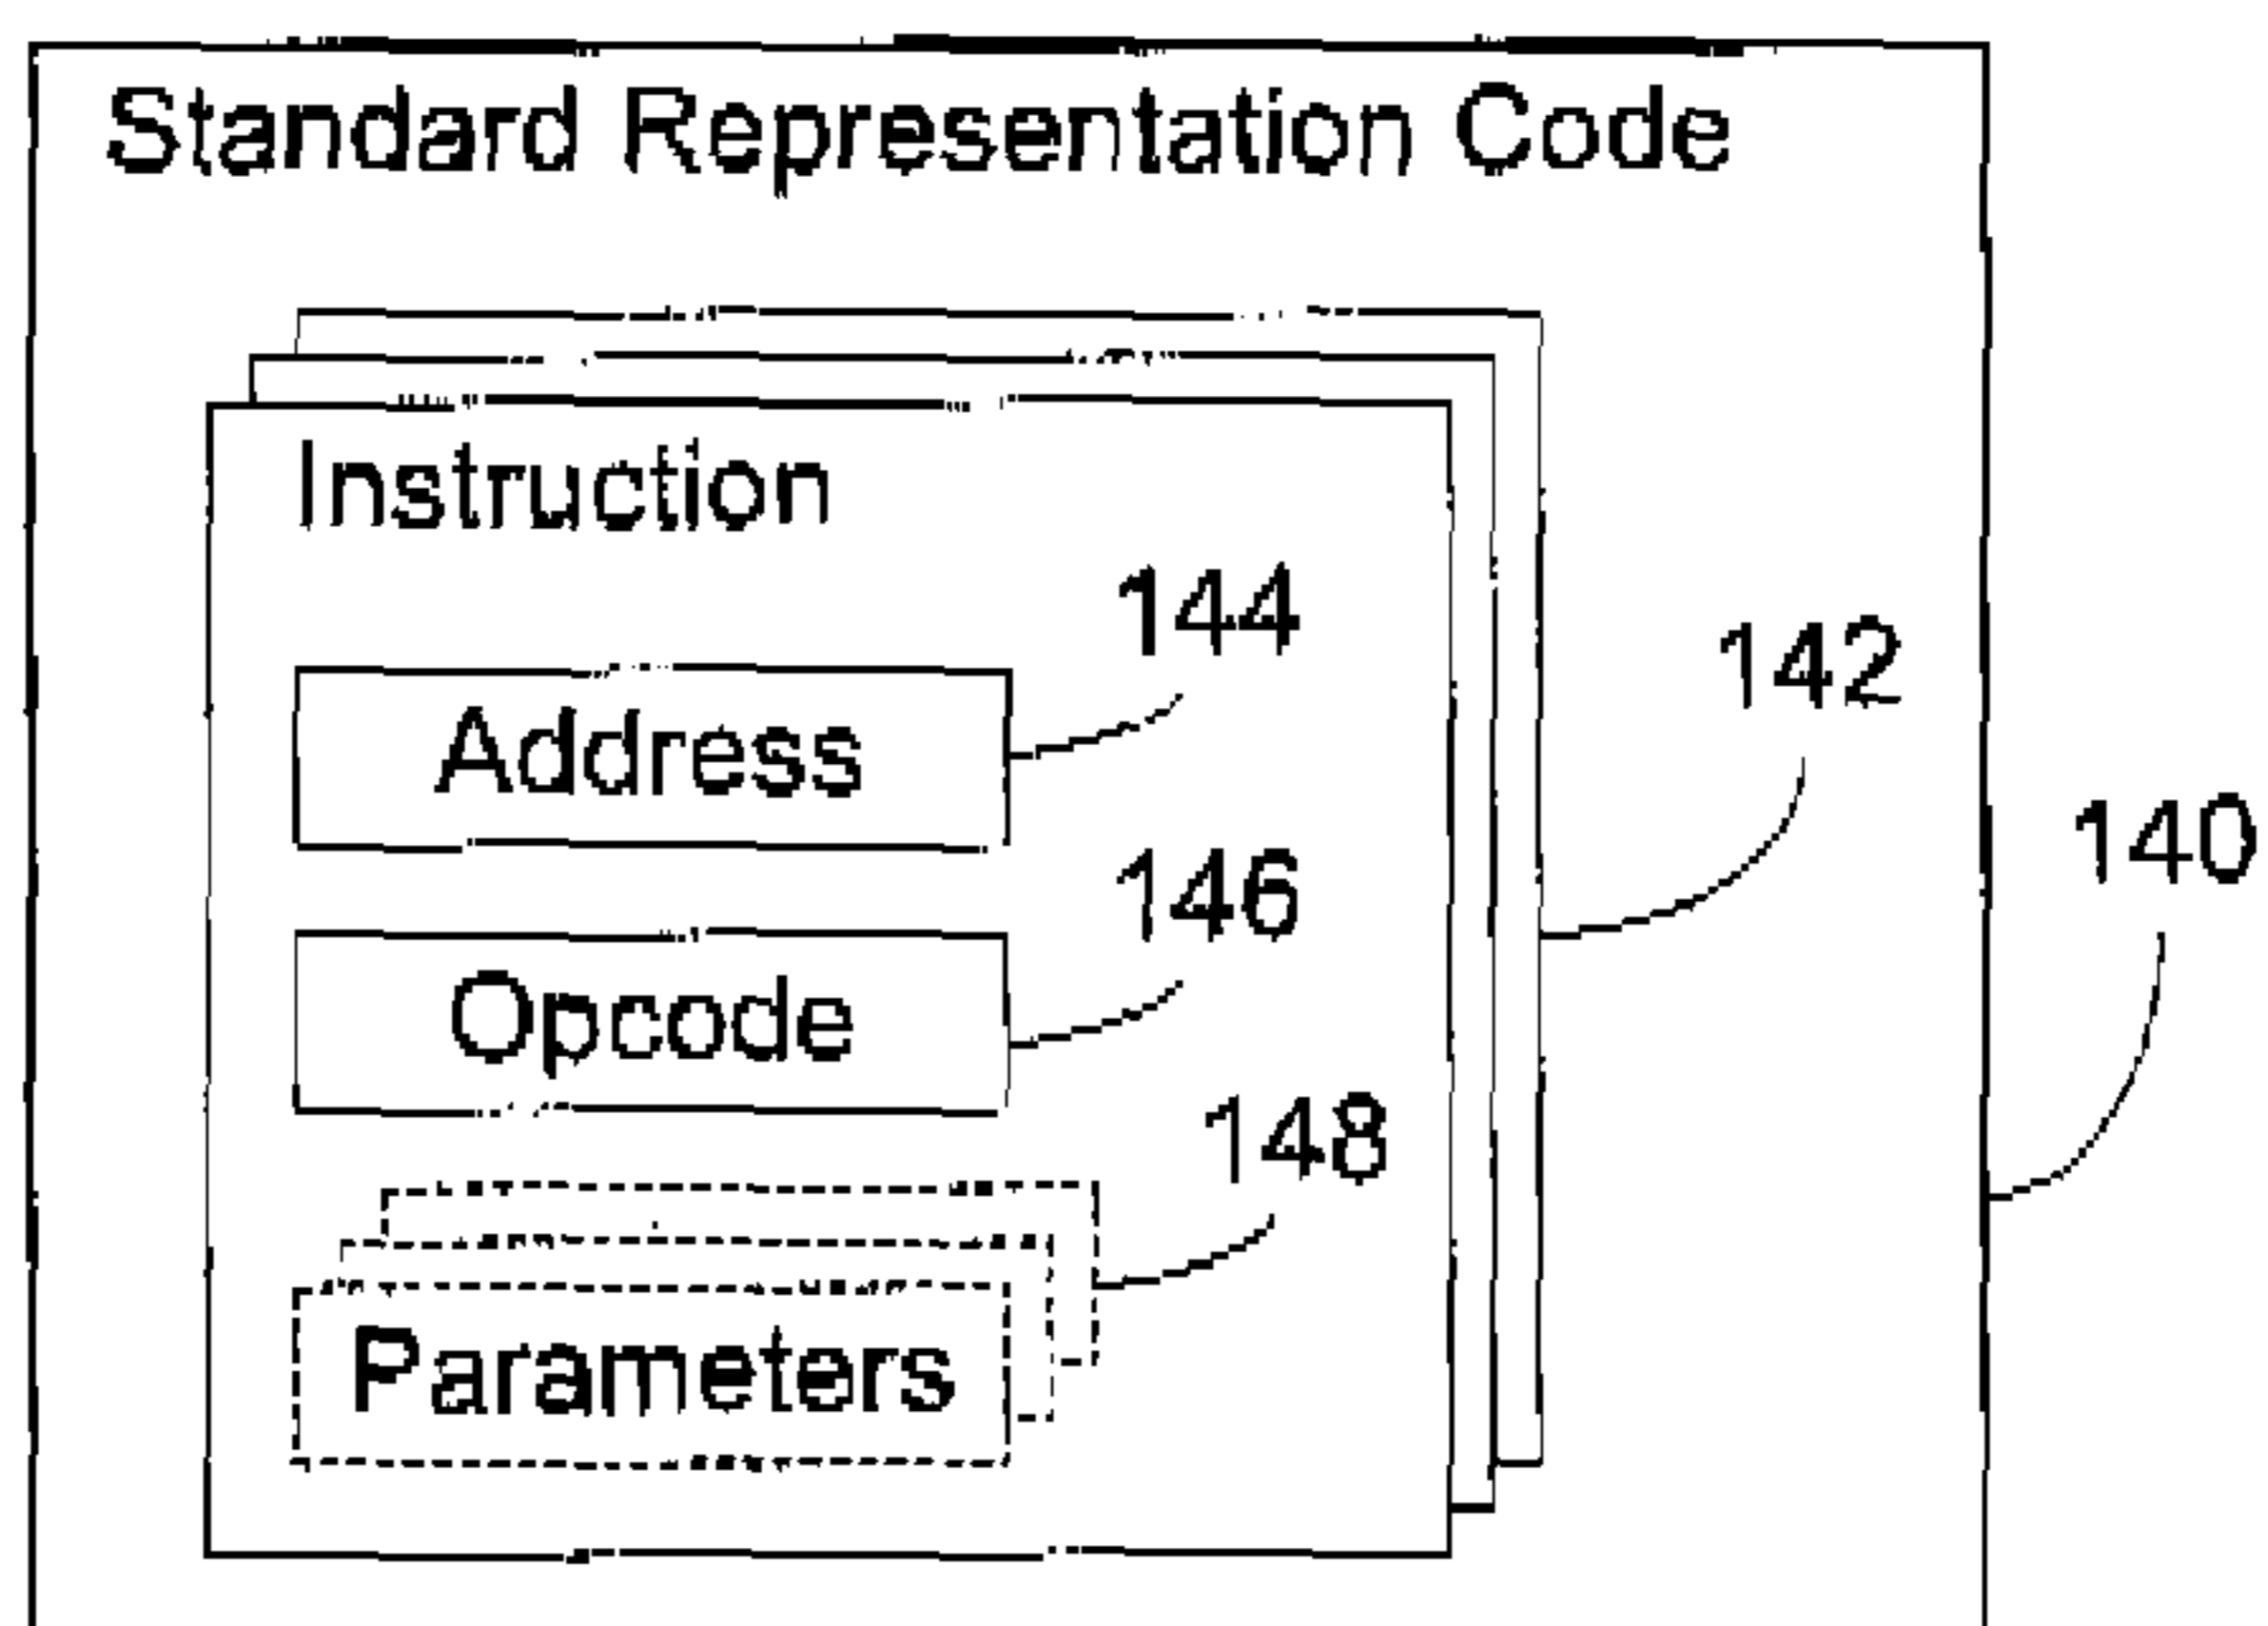 Standard Representation Code
Instruction
144
142
Address
140
146
Opcode
148
Parameters